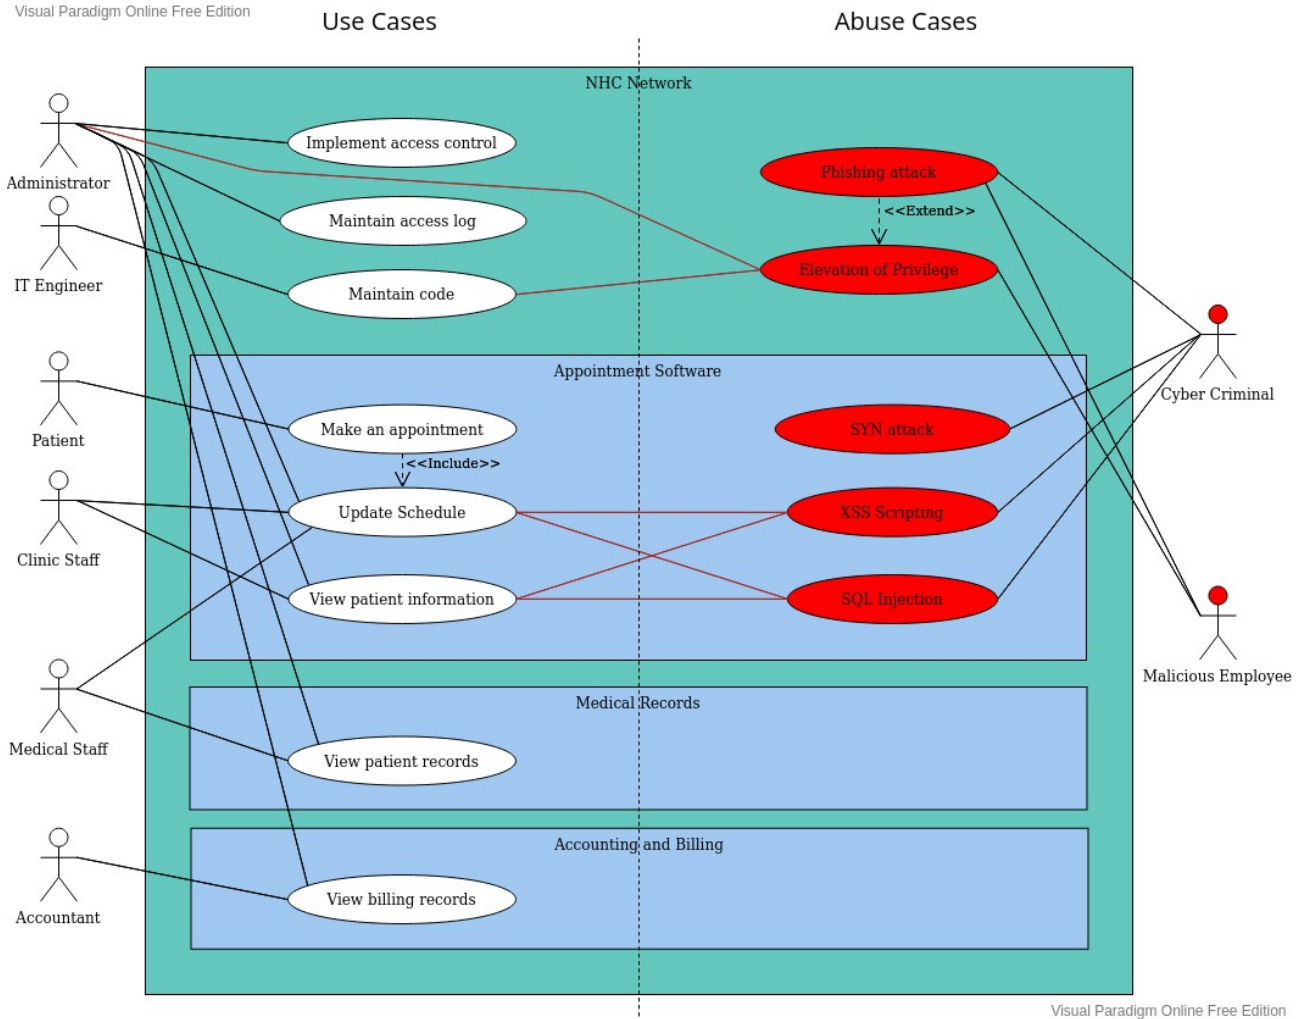 Visual Paradigm Online Free Edition
Use Cases
Abuse Cases
NHC Network
Administrator
Implement access control
Phishing attack
Maintain access log
<<Extend>>
IT Engineer
Maintain code
Elevation of Privilege
Appointment Software
Cyber Criminal
Patient
Make an appointment
SYN attack
<<Include>>
Clinic Staff
Update Schedule
XSS Scripting
View patient information
SQL Injection
Malicious Employee
Medical Records
Medical Staff
View patient records
Accounting and Billing
Accountant
View billing records
Visual Paradigm Online Free Edition